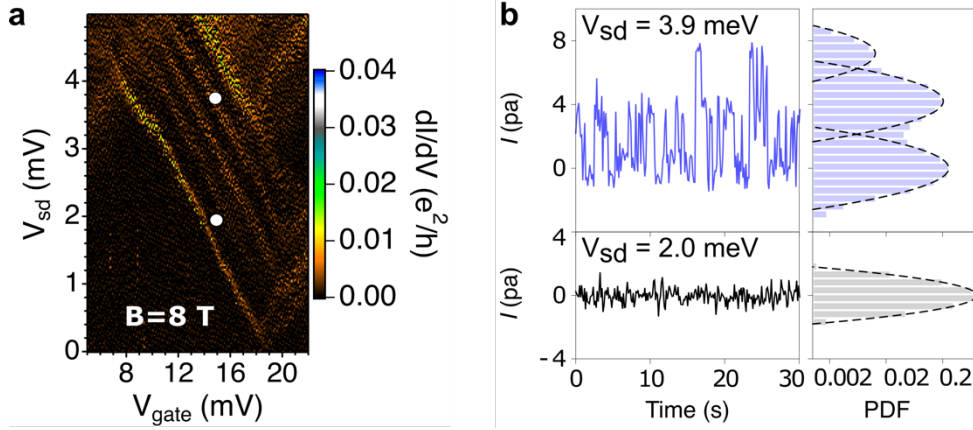 a
V_sd (mV)
4
3
2
1
0
B=8 T
8
12
16
20
V_gate (mV)
0.04
0.03
0.02
0.01
0.00
dI/dV (e^2/h)
b
V_sd = 3.9 meV
I (pa)
8
4
0
V_sd = 2.0 meV
I (pa)
4
0
-4
0
10
20
30
Time (s)
0.002
0.02
0.2
PDF